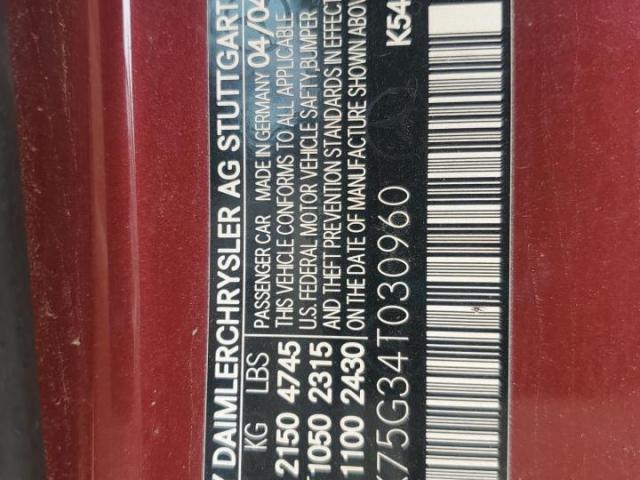 DAIMLERCHRYSLER AG STUTTGART
KG LBS PASSENGER CAR MADE IN GERMANY 04/04
2150 4745 THIS VEHICLE CONFORMS TO ALL APPLICABLE
U.S. FEDERAL MOTOR VEHICLE SAFTY, BUMPER
1050 2315 AND THEFT PREVENTION STANDARDS IN EFFECT
1100 2430 ON THE DATE OF MANUFACTURE SHOWN ABOVE
75G34T030960 K54